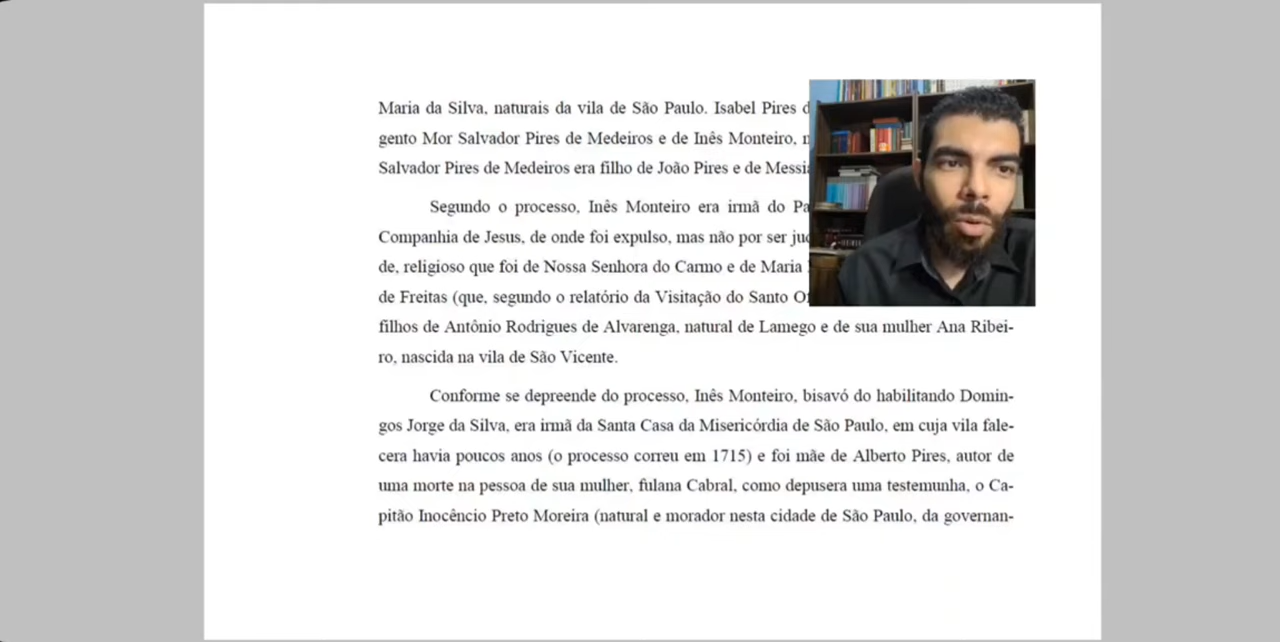 Maria da Silva, naturais da vila de São Paulo. Isabel Pires
gento Mor Salvador Pires de Medeiros e de Inês Monteiro,
Salvador Pires de Medeiros era filho de João Pires e de
Segundo o processo, Inês Monteiro era irmã do
Companhia de Jesus, de onde foi expulso, mas não por ser
de, religioso que foi de Nossa Senhora do Carmo e de Maria
de Freitas (que, segundo o relatório da Visitação do Santo
filhos de Antônio Rodrigues de Alvarenga, natural de Lamego e de sua mulher Ana Ribei-
ro, nascida na vila de São Vicente.
Conforme se depreende do processo, Inês Monteiro, bisavó do habilitando Domin-
gos Jorge da Silva, era irmã da Santa Casa da Misericórdia de São Paulo, em cuja vila fale-
cera havia poucos anos (o processo correu em 1715) e foi mãe de Alberto Pires, autor de
uma morte na pessoa de sua mulher, fulana Cabral, como depusera uma testemunha, o Ca-
pitão Inocêncio Preto Moreira (natural e morador nesta cidade de São Paulo, da governan-